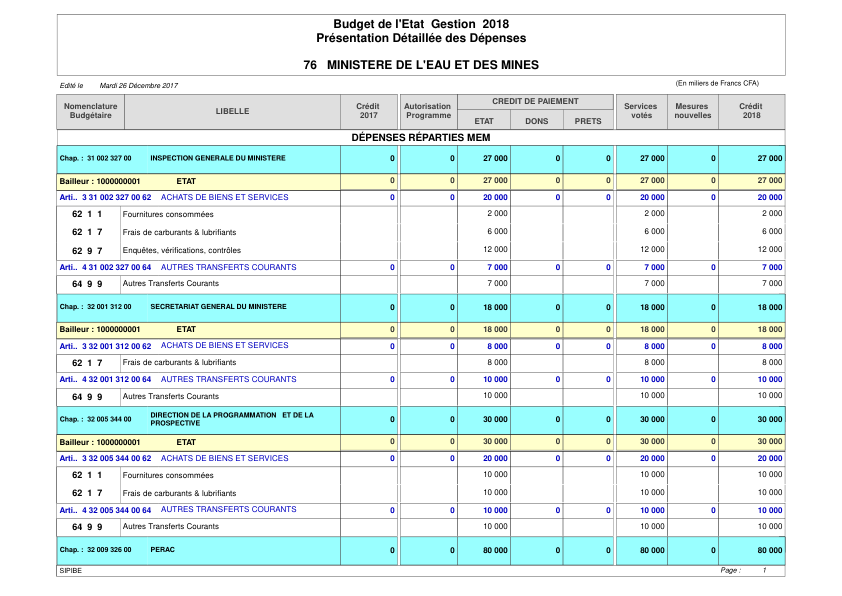 Budget de l'Etat Gestion 2018
Présentation Détaillée des Dépenses
76 MINISTERE DE L'EAU ET DES MINES
Edité le Mardi 26 Décembre 2017 (En miliers de Francs CFA)
Nomenclature Budgétaire LIBELLE Crédit 2017 Autorisation Programme CREDIT DE PAIEMENT ETAT DONS PRETS Services votés Mesures nouvelles Crédit 2018
DÉPENSES RÉPARTIES MEM
Chap. : 31 002 327 00 INSPECTION GENERALE DU MINISTERE 0 0 27 000 0 0 27 000 0 27 000
Bailleur : 1000000001 ETAT 0 0 27 000 0 0 27 000 0 27 000
Arti.. 3 31 002 327 00 62 ACHATS DE BIENS ET SERVICES 0 0 20 000 0 0 20 000 0 20 000
62 1 1 Fournitures consommées 2 000 2 000 2 000
62 1 7 Frais de carburants & lubrifiants 6 000 6 000 6 000
62 9 7 Enquêtes, vérifications, contrôles 12 000 12 000 12 000
Arti.. 4 31 002 327 00 64 AUTRES TRANSFERTS COURANTS 0 0 7 000 0 0 7 000 0 7 000
64 9 9 Autres Transferts Courants 7 000 7 000 7 000
Chap. : 32 001 312 00 SECRETARIAT GENERAL DU MINISTERE 0 0 18 000 0 0 18 000 0 18 000
Bailleur : 1000000001 ETAT 0 0 18 000 0 0 18 000 0 18 000
Arti.. 3 32 001 312 00 62 ACHATS DE BIENS ET SERVICES 0 0 8 000 0 0 8 000 0 8 000
62 1 7 Frais de carburants & lubrifiants 8 000 8 000 8 000
Arti.. 4 32 001 312 00 64 AUTRES TRANSFERTS COURANTS 0 0 10 000 0 0 10 000 0 10 000
64 9 9 Autres Transferts Courants 10 000 10 000 10 000
Chap. : 32 005 344 00 DIRECTION DE LA PROGRAMMATION ET DE LA PROSPECTIVE 0 0 30 000 0 0 30 000 0 30 000
Bailleur : 1000000001 ETAT 0 0 30 000 0 0 30 000 0 30 000
Arti.. 3 32 005 344 00 62 ACHATS DE BIENS ET SERVICES 0 0 20 000 0 0 20 000 0 20 000
62 1 1 Fournitures consommées 10 000 10 000 10 000
62 1 7 Frais de carburants & lubrifiants 10 000 10 000 10 000
Arti.. 4 32 005 344 00 64 AUTRES TRANSFERTS COURANTS 0 0 10 000 0 0 10 000 0 10 000
64 9 9 Autres Transferts Courants 10 000 10 000 10 000
Chap. : 32 009 326 00 PERAC 0 0 80 000 0 0 80 000 0 80 000
SIPIBE Page : 1